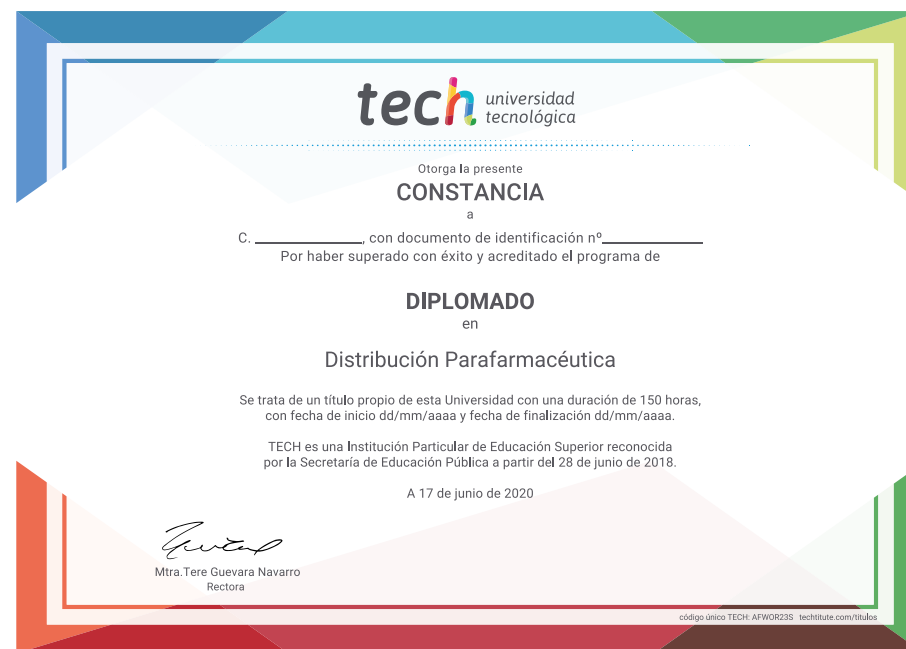 tech universidad
tecnológica
Otorga la presente
CONSTANCIA
a
C. ____________, con documento de identificación nº____________
Por haber superado con éxito y acreditado el programa de
DIPLOMADO
en
Distribución Parafarmacéutica
Se trata de un título propio de esta Universidad con una duración de 150 horas,
con fecha de inicio dd/mm/aaaa y fecha de finalización dd/mm/aaaa.
TECH es una Institución Particular de Educación Superior reconocida
por la Secretaría de Educación Pública a partir del 28 de junio de 2018.
A 17 de junio de 2020
Mtra.Tere Guevara Navarro
Rectora
código único TECH: AFWOR23S techtitute.com/titulos